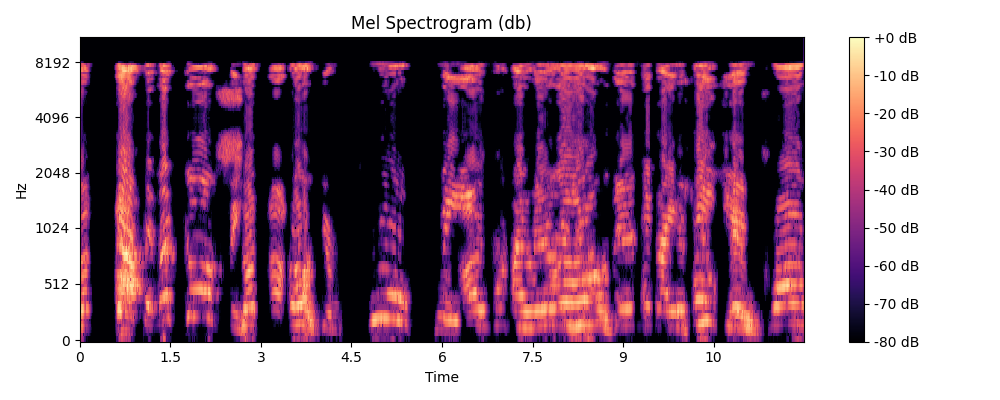 Mel Spectrogram (db)
8192
4096
2048
1024
512
0
Hz
0 1.5 3 4.5 6 7.5 9 10
Time
+0 dB
-10 dB
-20 dB
-30 dB
-40 dB
-50 dB
-60 dB
-70 dB
-80 dB